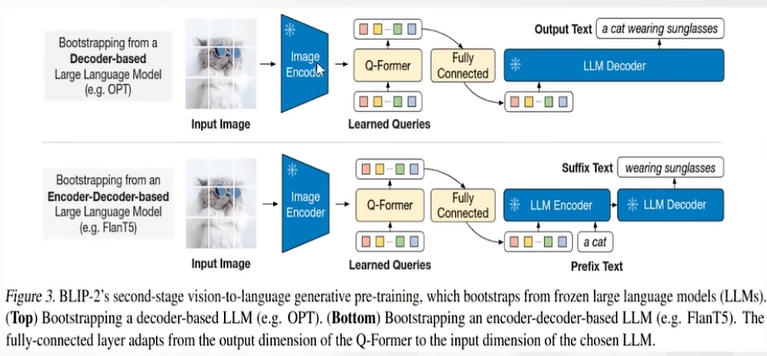 Bootstrapping from a
Decoder-based
Large Language Model
(e.g. OPT)
Input Image
Image
Encoder
Q-Former
Learned Queries
Fully
Connected
Output Text
a cat wearing sunglasses
LLM Decoder
Bootstrapping from an
Encoder-Decoder-based
Large Language Model
(e.g. FlanT5)
Input Image
Image
Encoder
Q-Former
Learned Queries
Fully
Connected
Suffix Text
wearing sunglasses
LLM Encoder
LLM Decoder
a cat
Prefix Text
Figure 3. BLIP-2's second-stage vision-to-language generative pre-training, which bootstraps from frozen large language models (LLMs).
(Top) Bootstrapping a decoder-based LLM (e.g. OPT). (Bottom) Bootstrapping an encoder-decoder-based LLM (e.g. FlanT5). The
fully-connected layer adapts from the output dimension of the Q-Former to the input dimension of the chosen LLM.